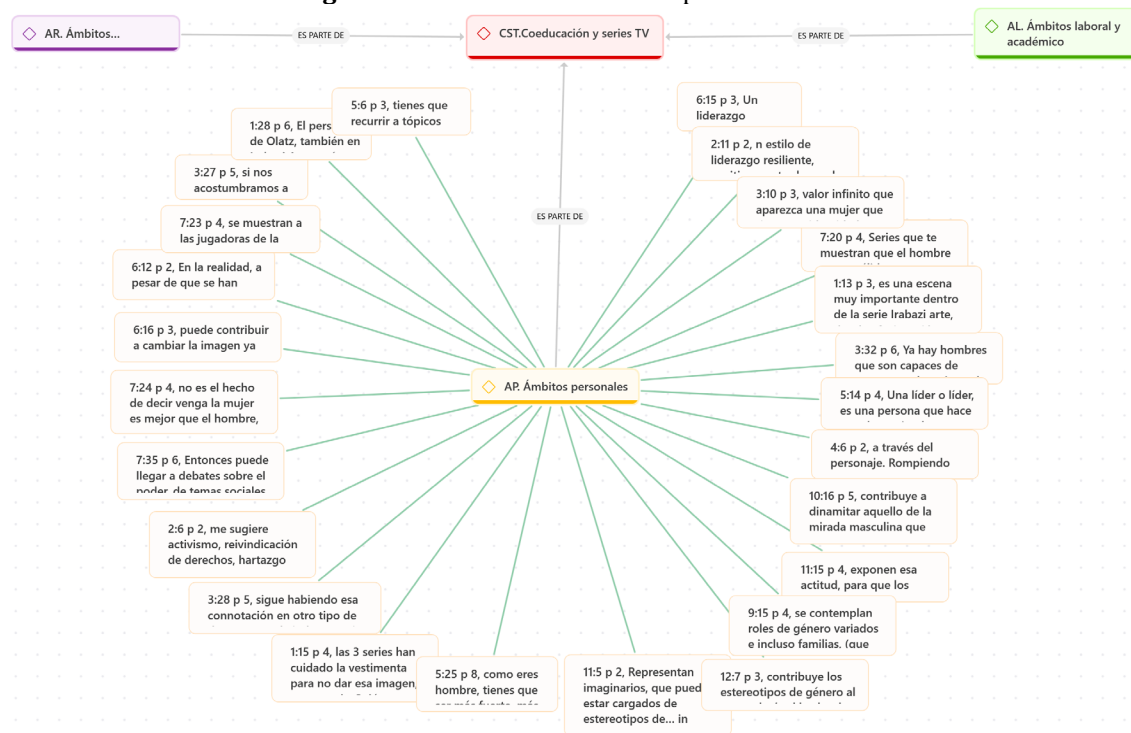 AR. Ámbitos...
ES PARTE DE
CST.Coeducación y series TV
ES PARTE DE
AL. Ámbitos laboral y
académico
5:6 p 3, tienes que
recurrir a tópicos
1:28 p 6, El
de Olatz, también en
3:27 p 5, si nos
acostumbramos a
7:23 p 4, se muestran a
las jugadoras de la
6:12 p 2, En la realidad, a
pesar de que se han
6:16 p 3, puede contribuir
a cambiar la imagen ya
7:24 p 4, no es el hecho
de decir venga la mujer
es mejor que el hombre,
7:35 p 6, Entonces puede
llegar a debates sobre el
poder, de temas sociales
2:6 p 2, me sugiere
activismo, reivindicación
de derechos, hartazgo
3:28 p 5, sigue habiendo esa
connotación en otro tipo de
1:15 p 4, las 3 series han
cuidado la vestimenta
para no dar esa imagen,
5:25 p 8, como eres
hombre, tienes que
ser más fuerte, más
11:5 p 2, Representan
imaginarios, que
estar cargados de
estereotipos de... in
12:7 p 3, contribuye los
estereotipos de género al
9:15 p 4, se contemplan
roles de género variados
e incluso familias. (que
11:15 p 4, exponen esa
actitud, para que los
10:16 p 5, contribuye a
dinamitar aquello de la
mirada masculina que
4:6 p 2, a través del
personaje. Rompiendo
5:14 p 4, Una líder o líder,
es una persona que hace
3:32 p 6, Ya hay hombres
que son capaces de
1:13 p 3, es una escena
muy importante dentro
de la serie Irabazi arte,
7:20 p 4, Series que te
muestran que el hombre
3:10 p 3, valor infinito que
aparezca una mujer que
2:11 p 2, n estilo de
liderazgo resiliente,
6:15 p 3, Un
liderazgo
ES PARTE DE
AP. Ámbitos personales